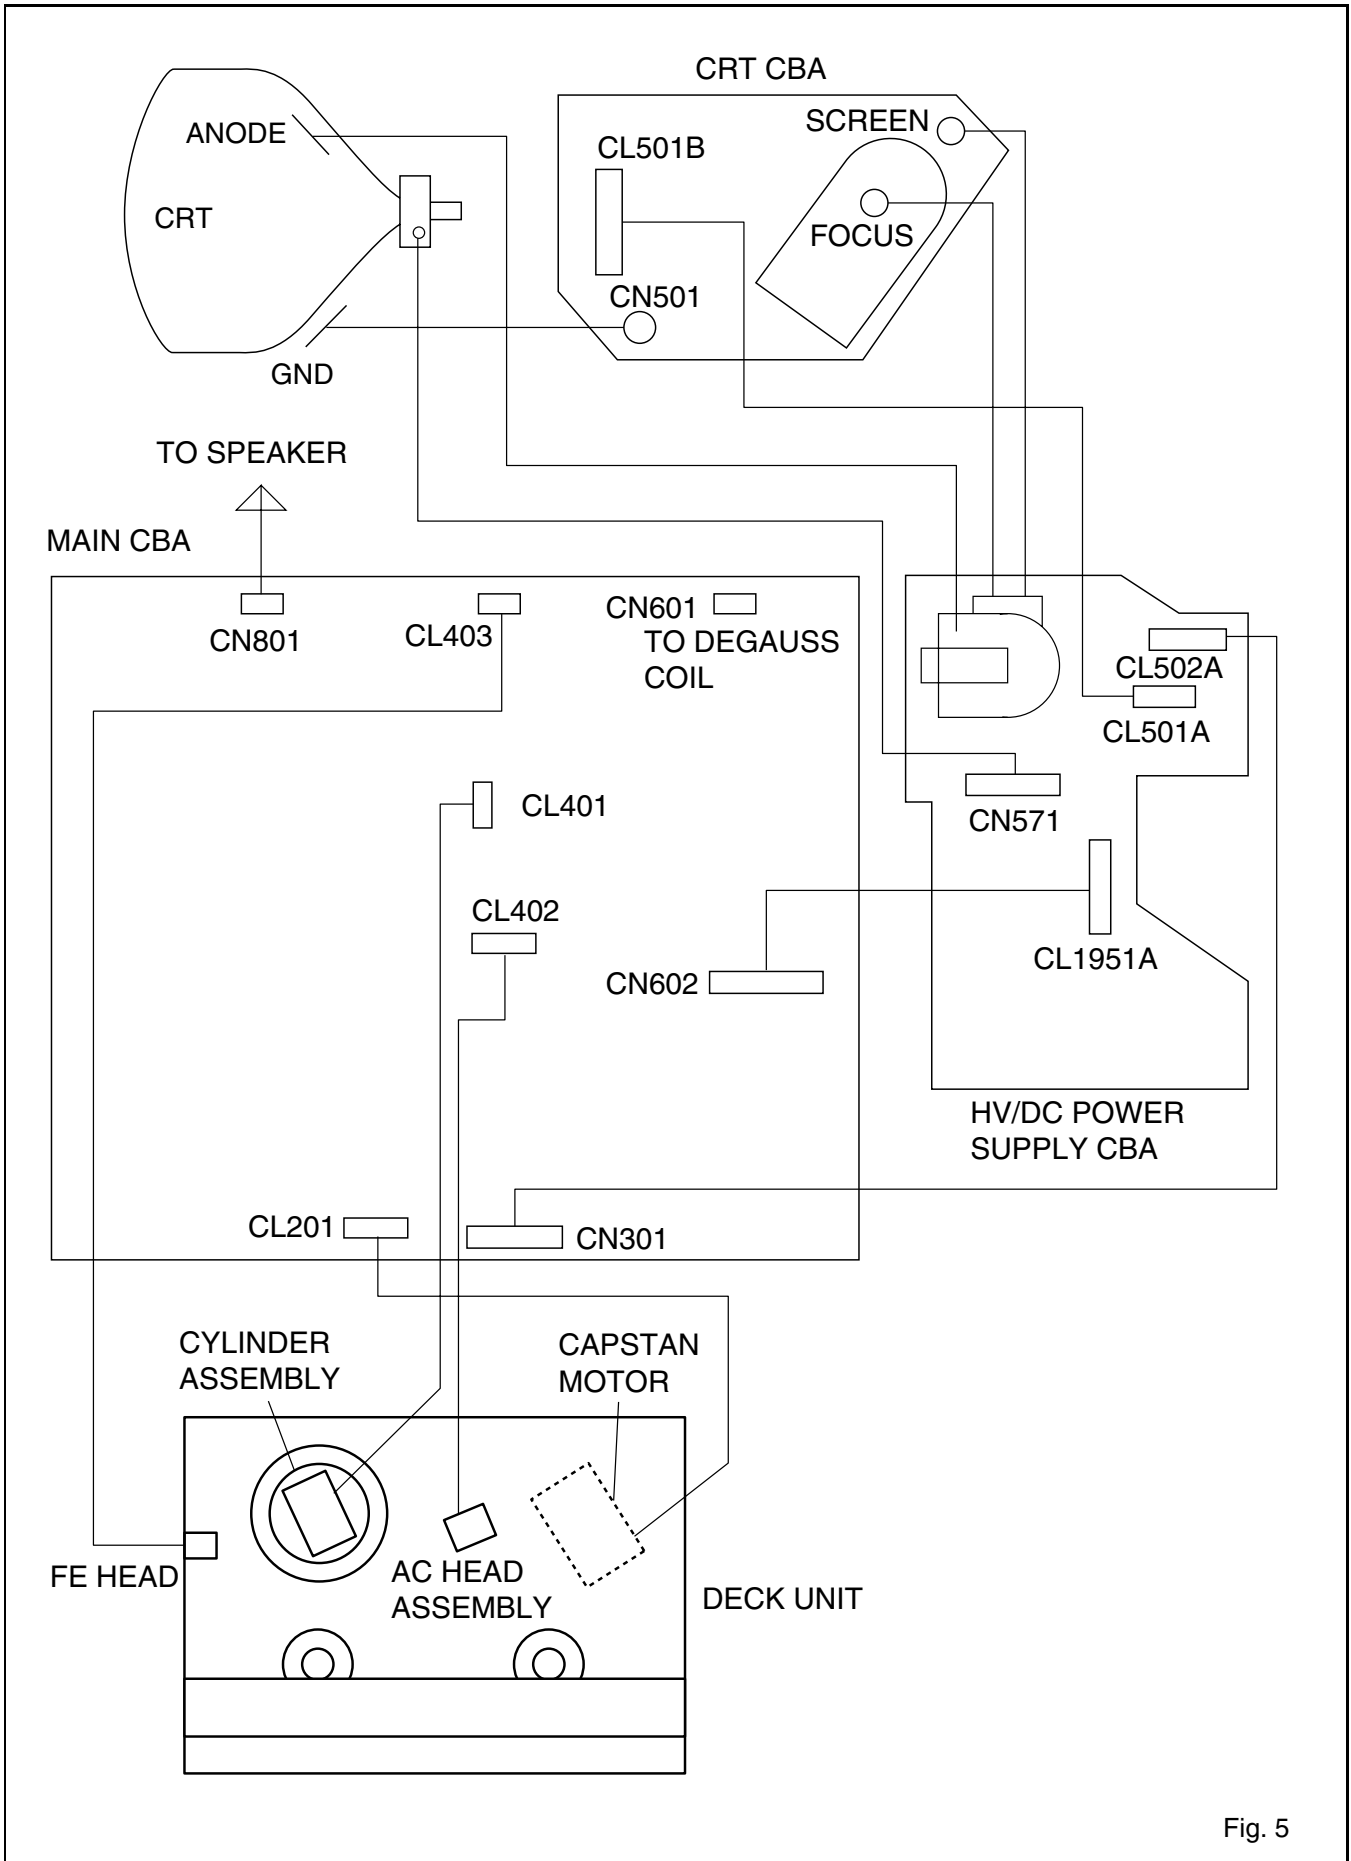 CRT CBA
ANODE
CRT
GND
CL501B
SCREEN
FOCUS
CN501
TO SPEAKER
MAIN CBA
CN801
CL403
CN601
TO DEGAUSS
COIL
CL502A
CL501A
CN571
CL401
CL402
CN602
CL1951A
HV/DC POWER
SUPPLY CBA
CL201
CN301
CYLINDER
ASSEMBLY
CAPSTAN
MOTOR
FE HEAD
AC HEAD
ASSEMBLY
DECK UNIT
Fig. 5